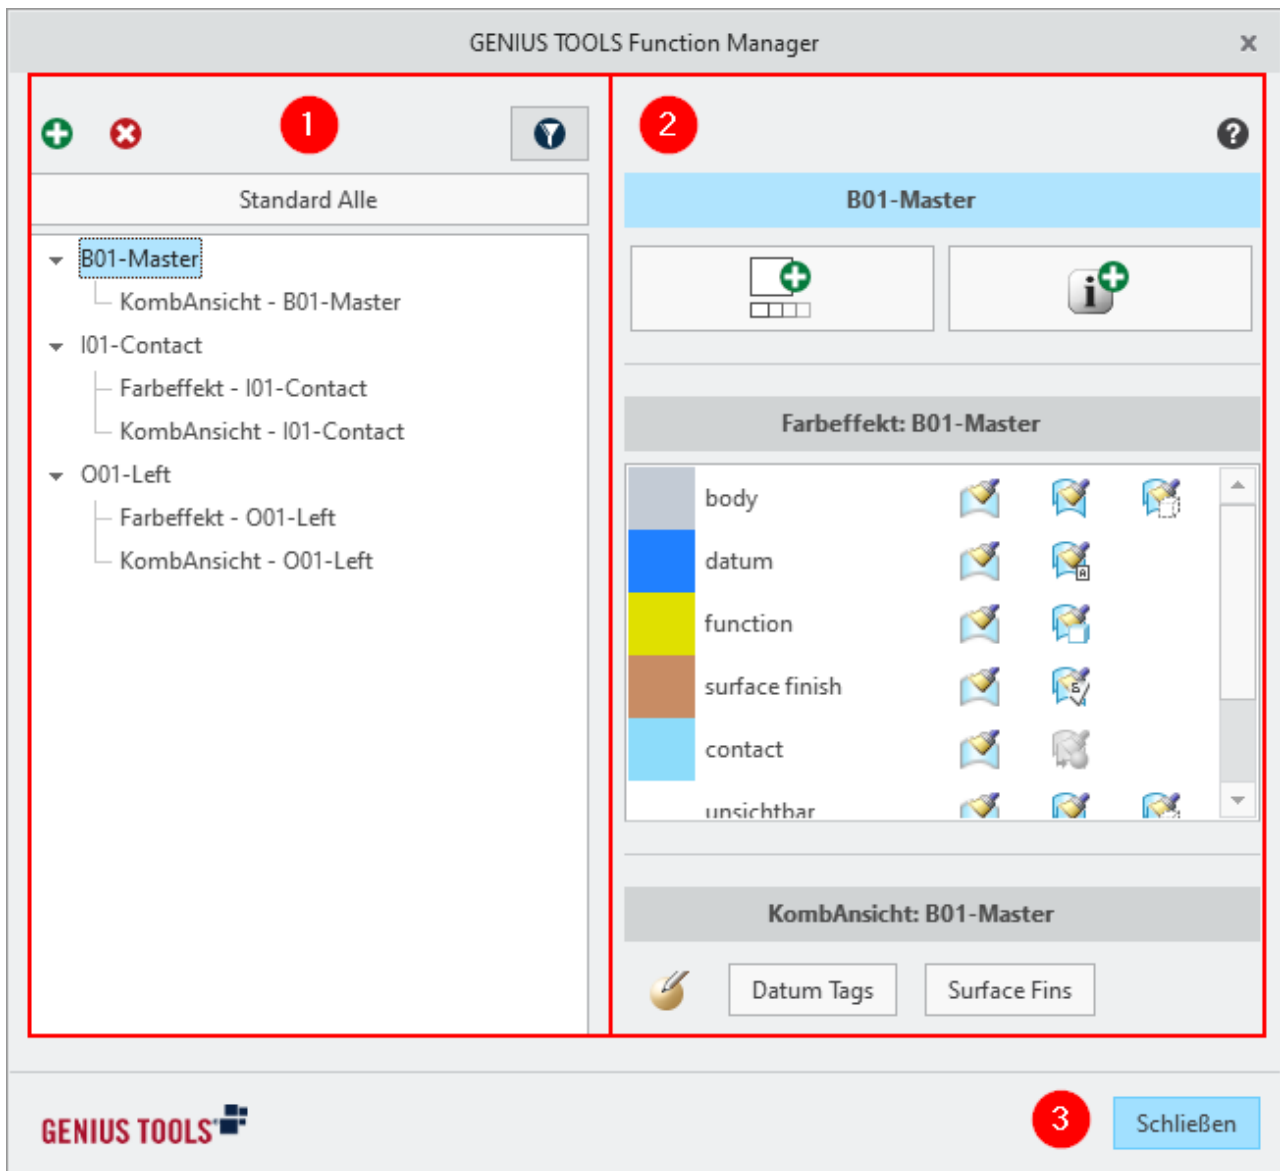 GENIUS TOOLS Function Manager
1
2
Standard Alle
B01-Master
KombAnsicht - B01-Master
I01-Contact
Farbeffekt - I01-Contact
KombAnsicht - I01-Contact
O01-Left
Farbeffekt - O01-Left
KombAnsicht - O01-Left
B01-Master
Farbeffekt: B01-Master
body
datum
function
surface finish
contact
unsichtbar
KombAnsicht: B01-Master
Datum Tags
Surface Fins
GENIUS TOOLS
3
Schließen